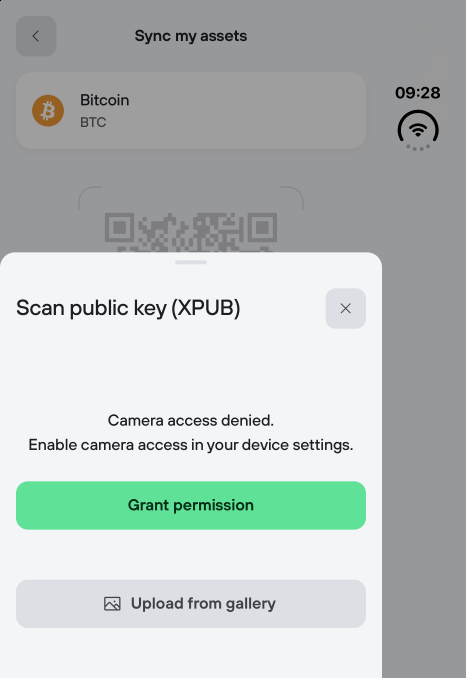 Sync my assets
Bitcoin
BTC
09:28
Scan public key (XPUB)
Camera access denied.
Enable camera access in your device settings.
Grant permission
Upload from gallery